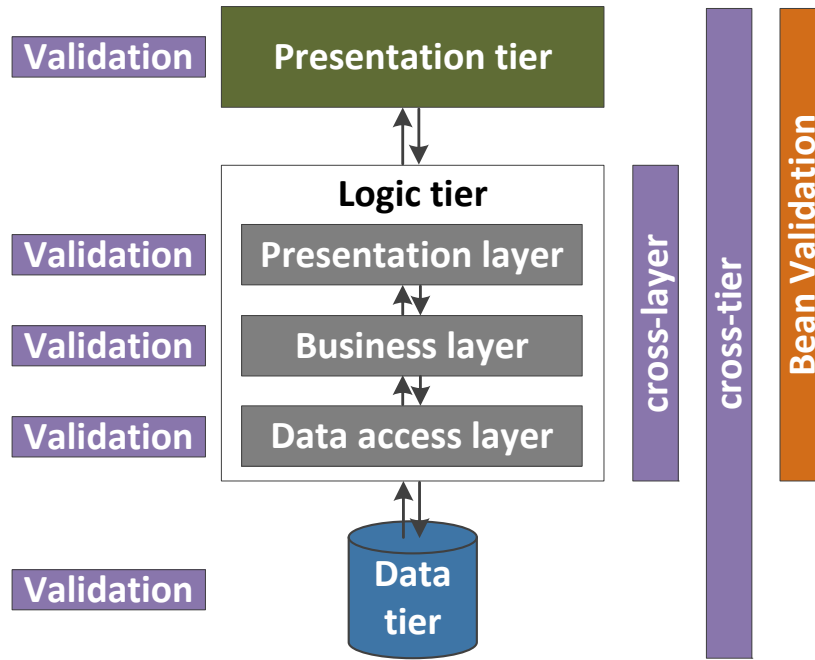 Validation
Presentation tier
Logic tier
Validation
Presentation layer
Validation
Business layer
Validation
Data access layer
Validation
Data
tier
cross-layer
cross-tier
Bean Validation